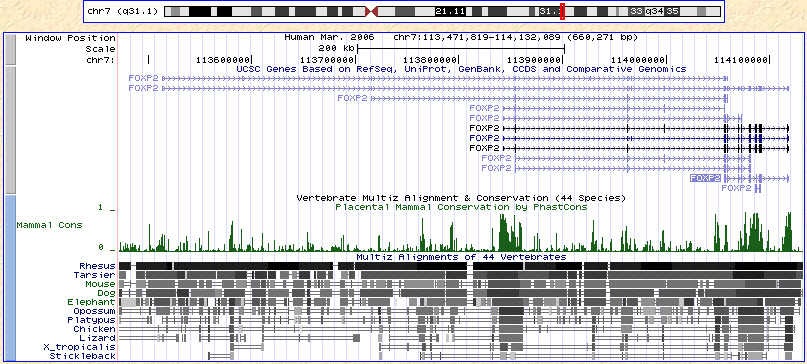 chr7 (q31.1) 21.11 31.1 33 q34 35
Window Position Human Mar. 2006 chr7:113,471,819-114,132,089 (660,271 bp)
Scale 200 kb
chr7: 113600000 113700000 113800000 113900000 114000000 114100000
UCSC Genes Based on RefSeq, UniProt, GenBank, CCDS and Comparative Genomics
FOXP2
FOXP2
FOXP2
FOXP2
FOXP2
FOXP2
FOXP2
FOXP2
FOXP2
FOXP2
FOXP2
FOXP2
Vertebrate Multiz Alignment & Conservation (44 Species)
Placental Mammal Conservation by PhastCons
1 _
Mammal Cons
0 _
Multiz Alignments of 44 Vertebrates
Rhesus
Tarsier
Mouse
Dog
Elephant
Opossum
Platypus
Chicken
Lizard
X_tropicalis
Stickleback